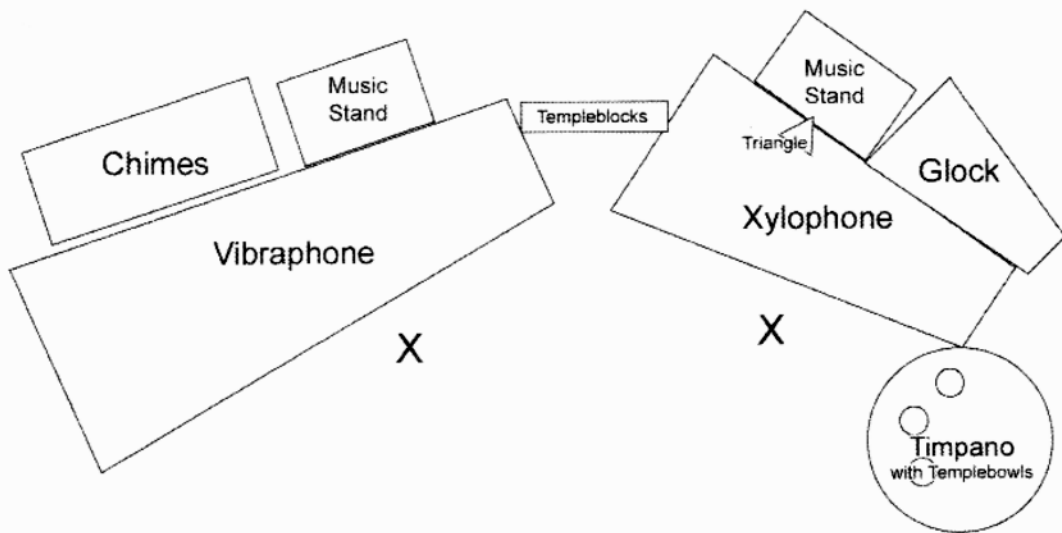 Music
Stand
Chimes
Vibraphone
Templeblocks
Music
Stand
Triangle
Glock
Xylophone
X
X
Timpano
with Templebowls